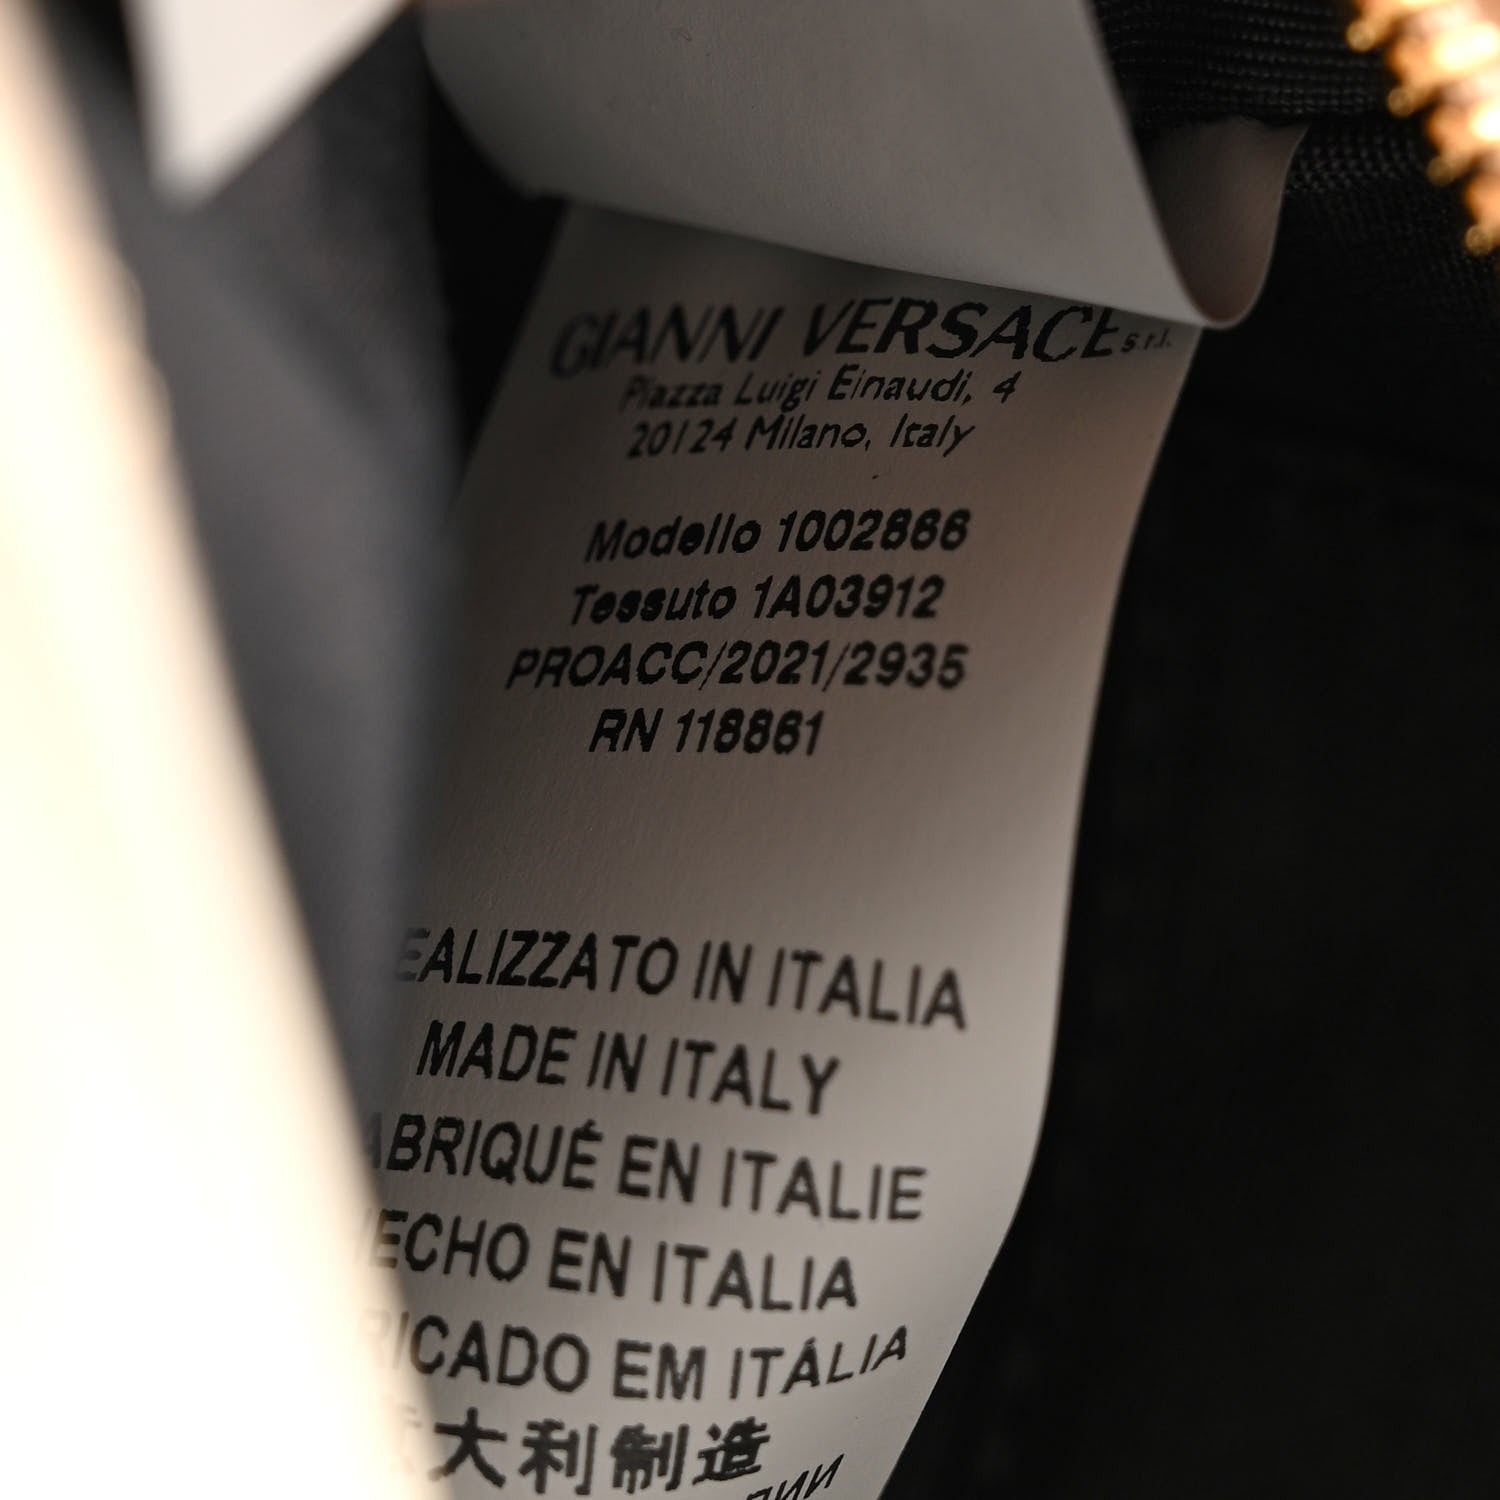 GIANNI VERSACE s.r.l.
Piazza Luigi Einaudi, 4
20124 Milano, Italy
Modello 1002866
Tessuto 1A03912
PROACC/2021/2935
RN 118861
EALIZZATO IN ITALIA
MADE IN ITALY
ABRIQUÉ EN ITALIE
HECHO EN ITALIA
RICADO EM ITÁLIA
大利制造